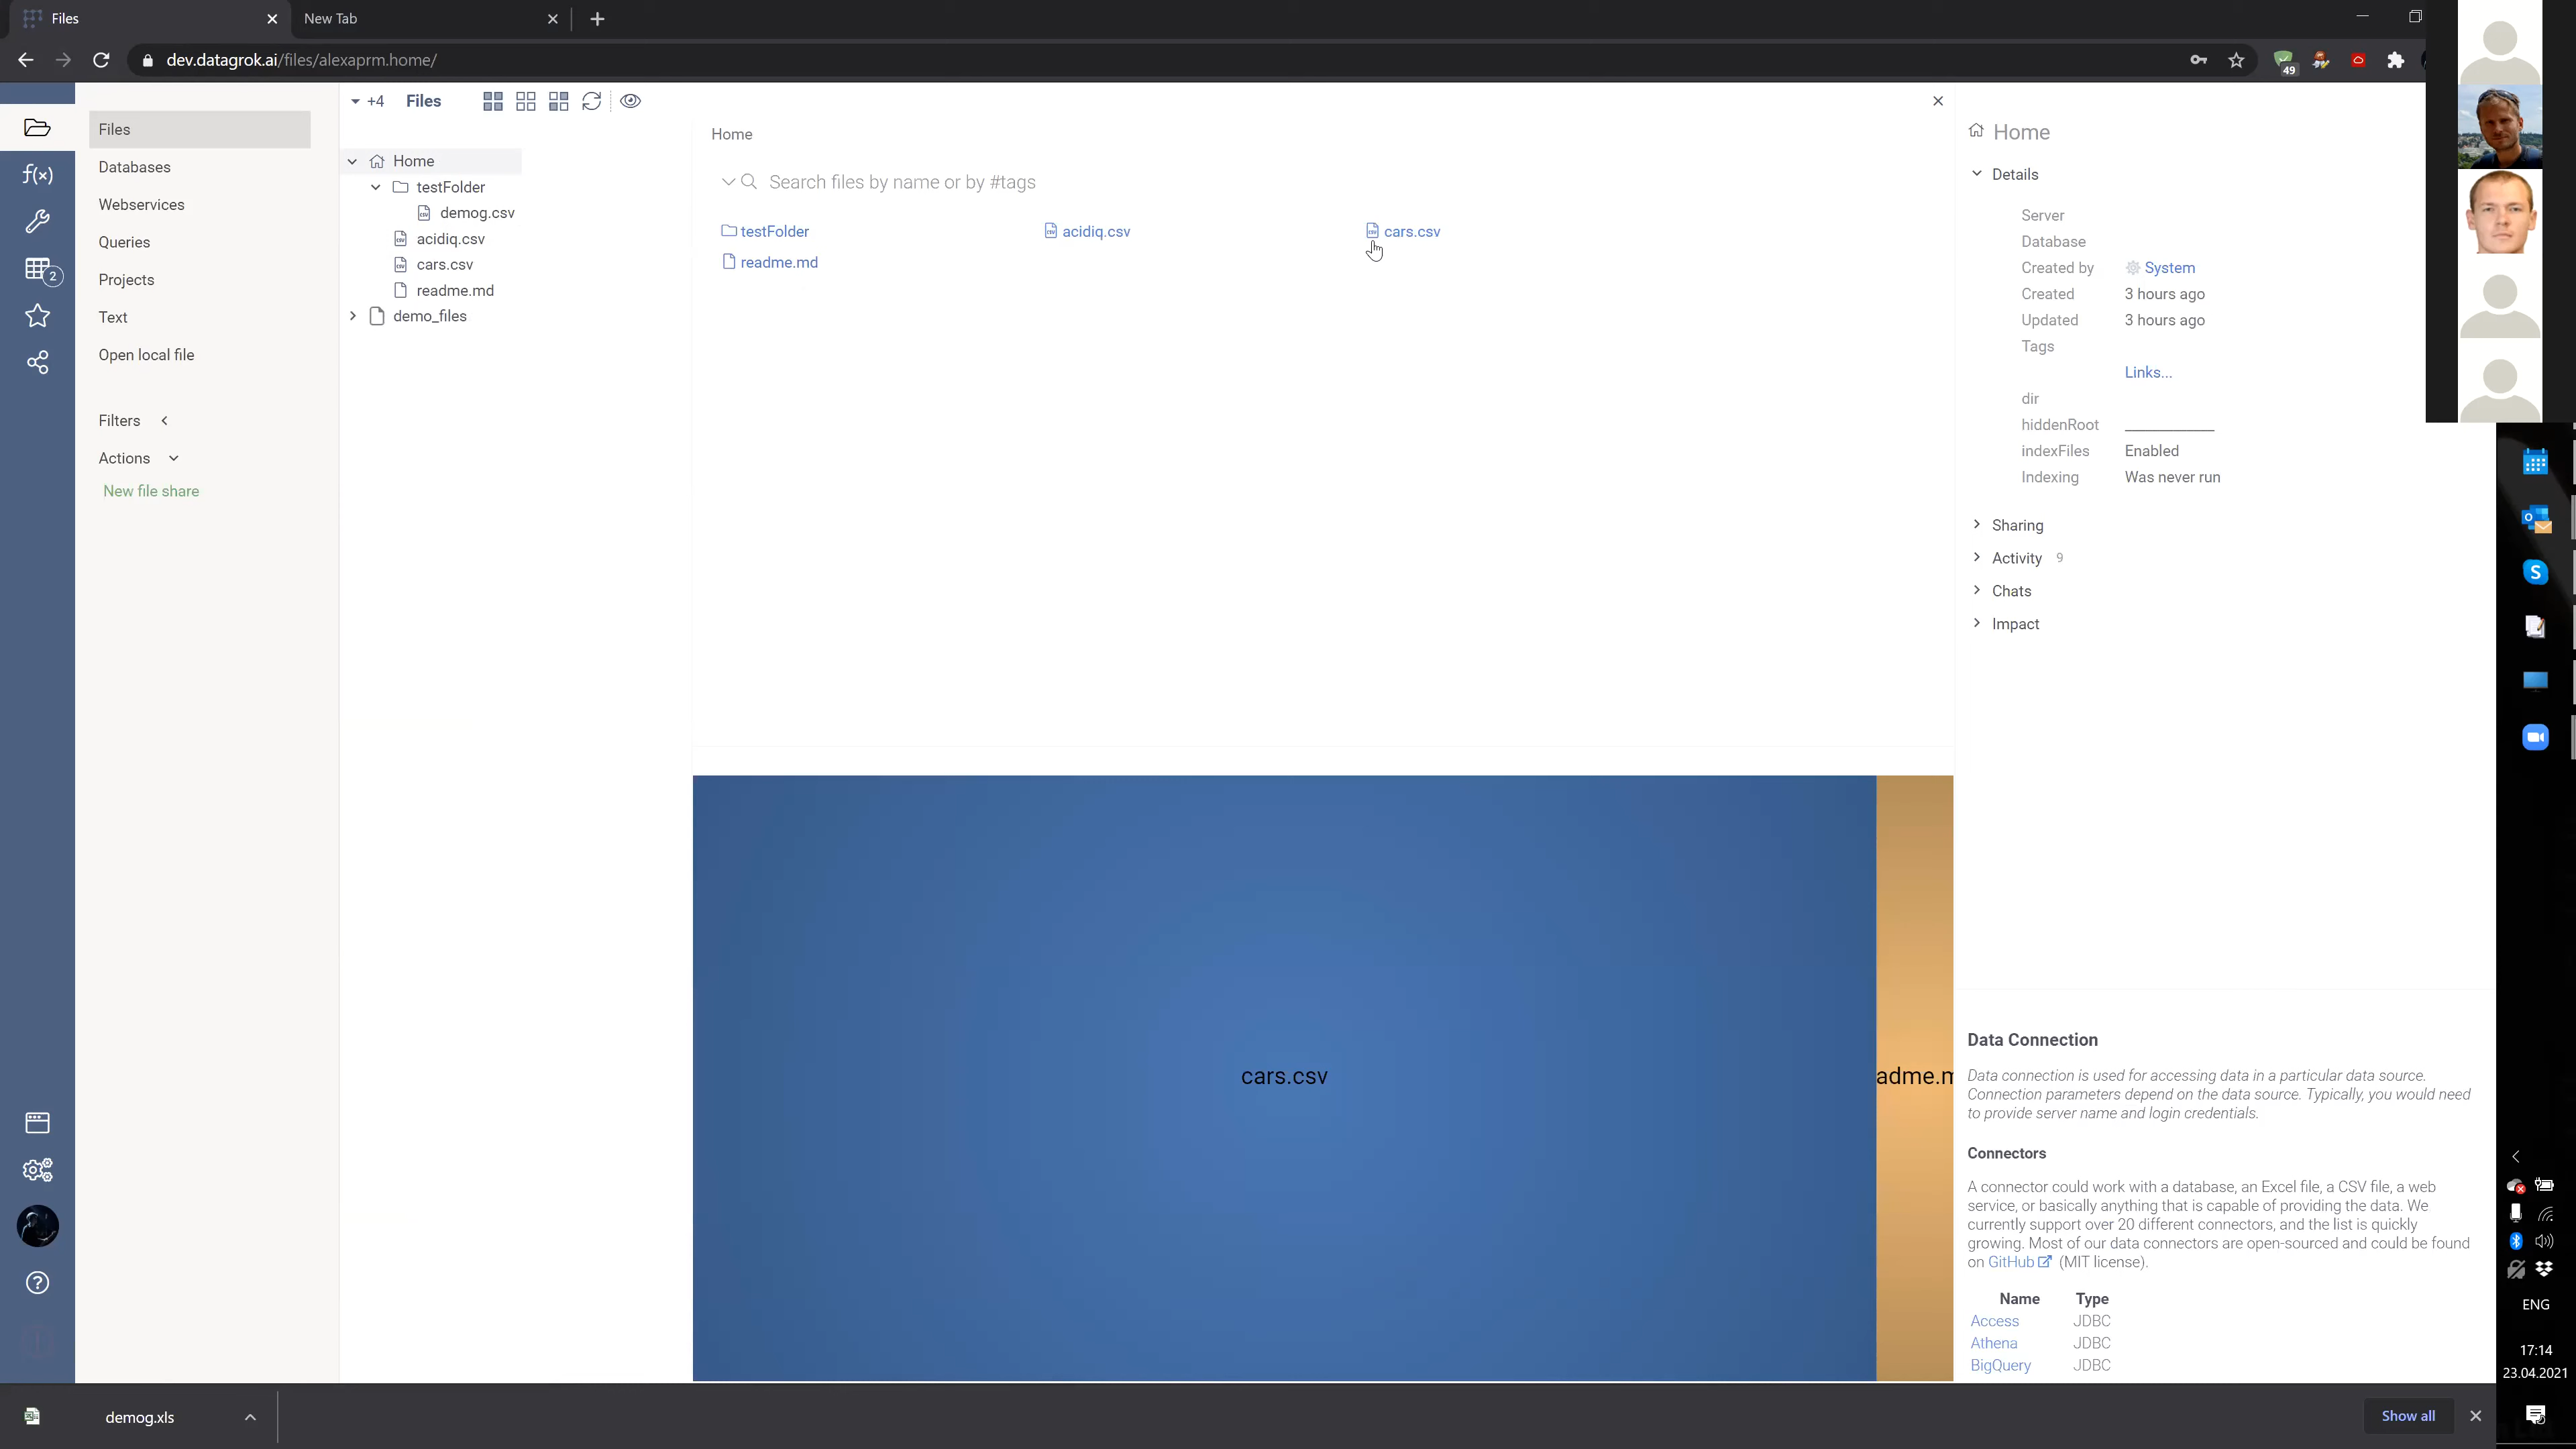 Files
New Tab
dev.datagrok.ai/files/alexaprm.home/
49
Files
Databases
Webservices
Queries
Projects
Text
Open local file
Filters
Actions
New file share
2
f(x)
+4 Files
Home
testFolder
demog.csv
acidiq.csv
cars.csv
readme.md
demo_files
Home
Search files by name or by #tags
testFolder acidiq.csv cars.csv
readme.md
cars.csv
adme.m
Home
Details
Server
Database
Created by System
Created 3 hours ago
Updated 3 hours ago
Tags
Links...
dir
hiddenRoot
indexFiles Enabled
Indexing Was never run
Sharing
Activity 9
Chats
Impact
Data Connection
Data connection is used for accessing data in a particular data source.
Connection parameters depend on the data source. Typically, you would need
to provide server name and login credentials.
Connectors
A connector could work with a database, an Excel file, a CSV file, a web
service, or basically anything that is capable of providing the data. We
currently support over 20 different connectors, and the list is quickly
growing. Most of our data connectors are open-sourced and could be found
on GitHub (MIT license).
Name Type
Access JDBC
Athena JDBC
BigQuery JDBC
ENG
17:14
23.04.2021
demog.xls
Show all